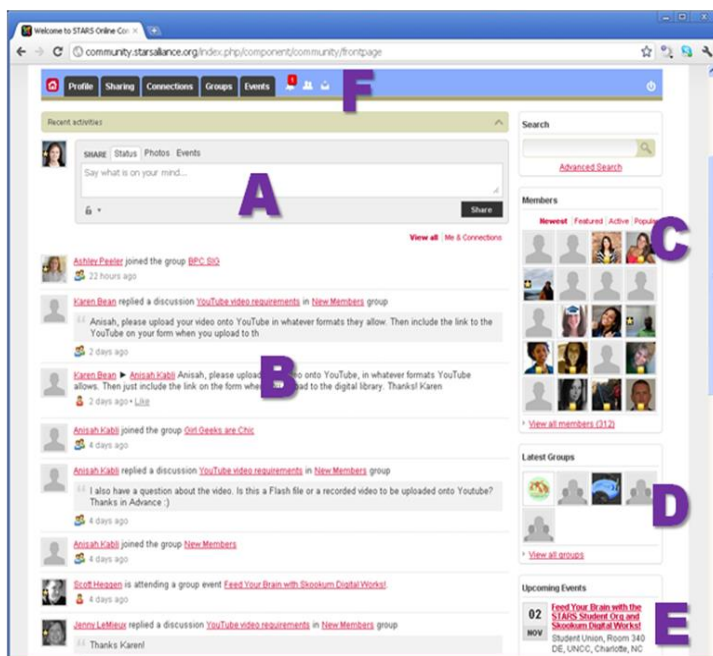 Welcome to STARS Online Con
community.starsalliance.org/index.php/component/community/frontpage
F
Profile Sharing Connections Groups Events 1
Recent activities
SHARE Status Photos Events
Say what is on your mind...
A
Share
View all Me & Connections
Ashley Peeler joined the group BPC SIG
22 hours ago
Karen Bean replied a discussion YouTube video requirements in New Members group
Anisah, please upload your video onto YouTube in whatever formats they allow. Then include the link to the
YouTube on your form when you upload to th
2 days ago
B
Karen Bean ► Anisah Kabli Anisah, please upload onto YouTube, in whatever formats YouTube
allows. Then just include the link on the form to the digital library. Thanks! Karen
2 days ago • Like
Anisah Kabli joined the group Girl Geeks are Chic
4 days ago
Anisah Kabli replied a discussion YouTube video requirements in New Members group
I also have a question about the video. Is this a Flash file or a recorded video to be uploaded onto Youtube?
Thanks in Advance :)
4 days ago
Anisah Kabli joined the group New Members
4 days ago
Scott Heggen is attending a group event Feed Your Brain with Skookum Digital Works!.
4 days ago
Jenny LeMieux replied a discussion YouTube video requirements in New Members group
Thanks Karen!
Search
Advanced Search
Members
Newest Featured Active Popular
C
View all members (312)
Latest Groups
D
View all groups
Upcoming Events
02
NOV
Feed Your Brain with the
STARS Student Org and
Skookum Digital Works!
Student Union, Room 340
DE, UNCC, Charlotte, NC
E